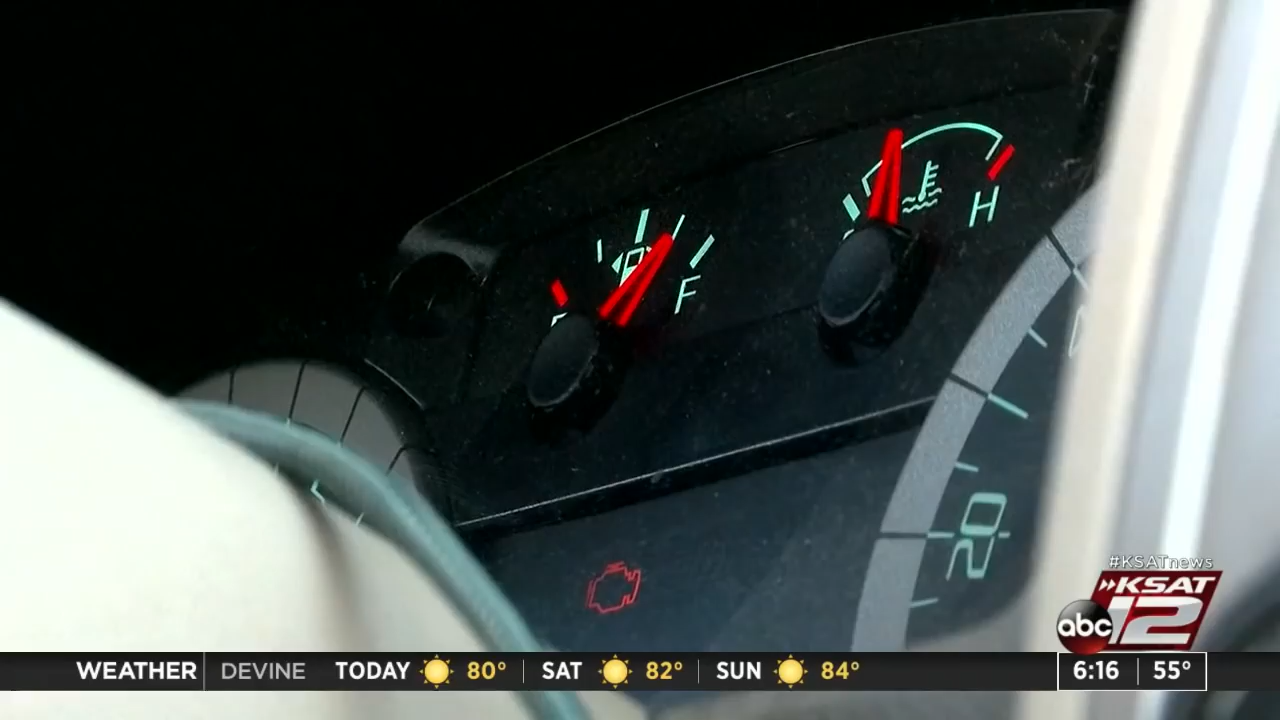 H
F
20
#KSATnews
KSAT
abc 12
WEATHER DEVINE TODAY 80° SAT 82° SUN 84° 6:16 55°